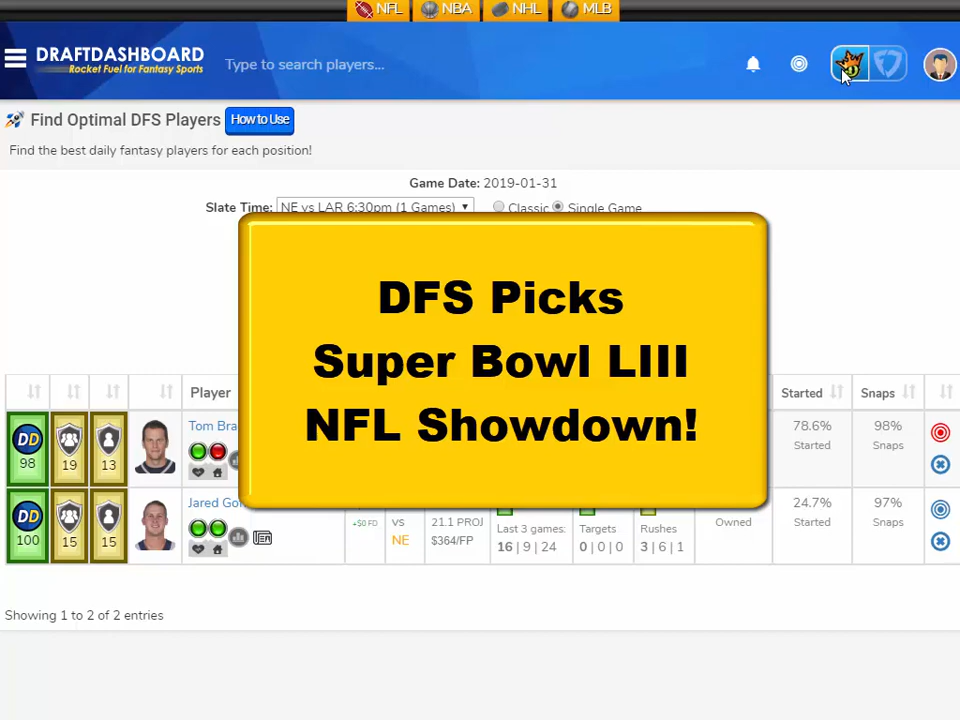 NFL NBA NHL MLB
DRAFTDASHBOARD
Rocket Fuel for Fantasy Sports
Type to search players...
Find Optimal DFS Players How to Use
Find the best daily fantasy players for each position!
Game Date: 2019-01-31
Slate Time: NE vs LAR 6:30pm (1 Games) Classic Single Game
DFS Picks
Super Bowl LIII
NFL Showdown!
Player Started Snaps
DD 98 19 13 Tom Bra 78.6% Started 98% Snaps
DD 100 15 15 Jared Go 24.7% Started 97% Snaps
+$0 FD vs NE 21.1 PROJ $364/FP Last 3 games: 16 | 9 | 24 Targets 0 | 0 | 0 Rushes 3 | 6 | 1 Owned
Showing 1 to 2 of 2 entries